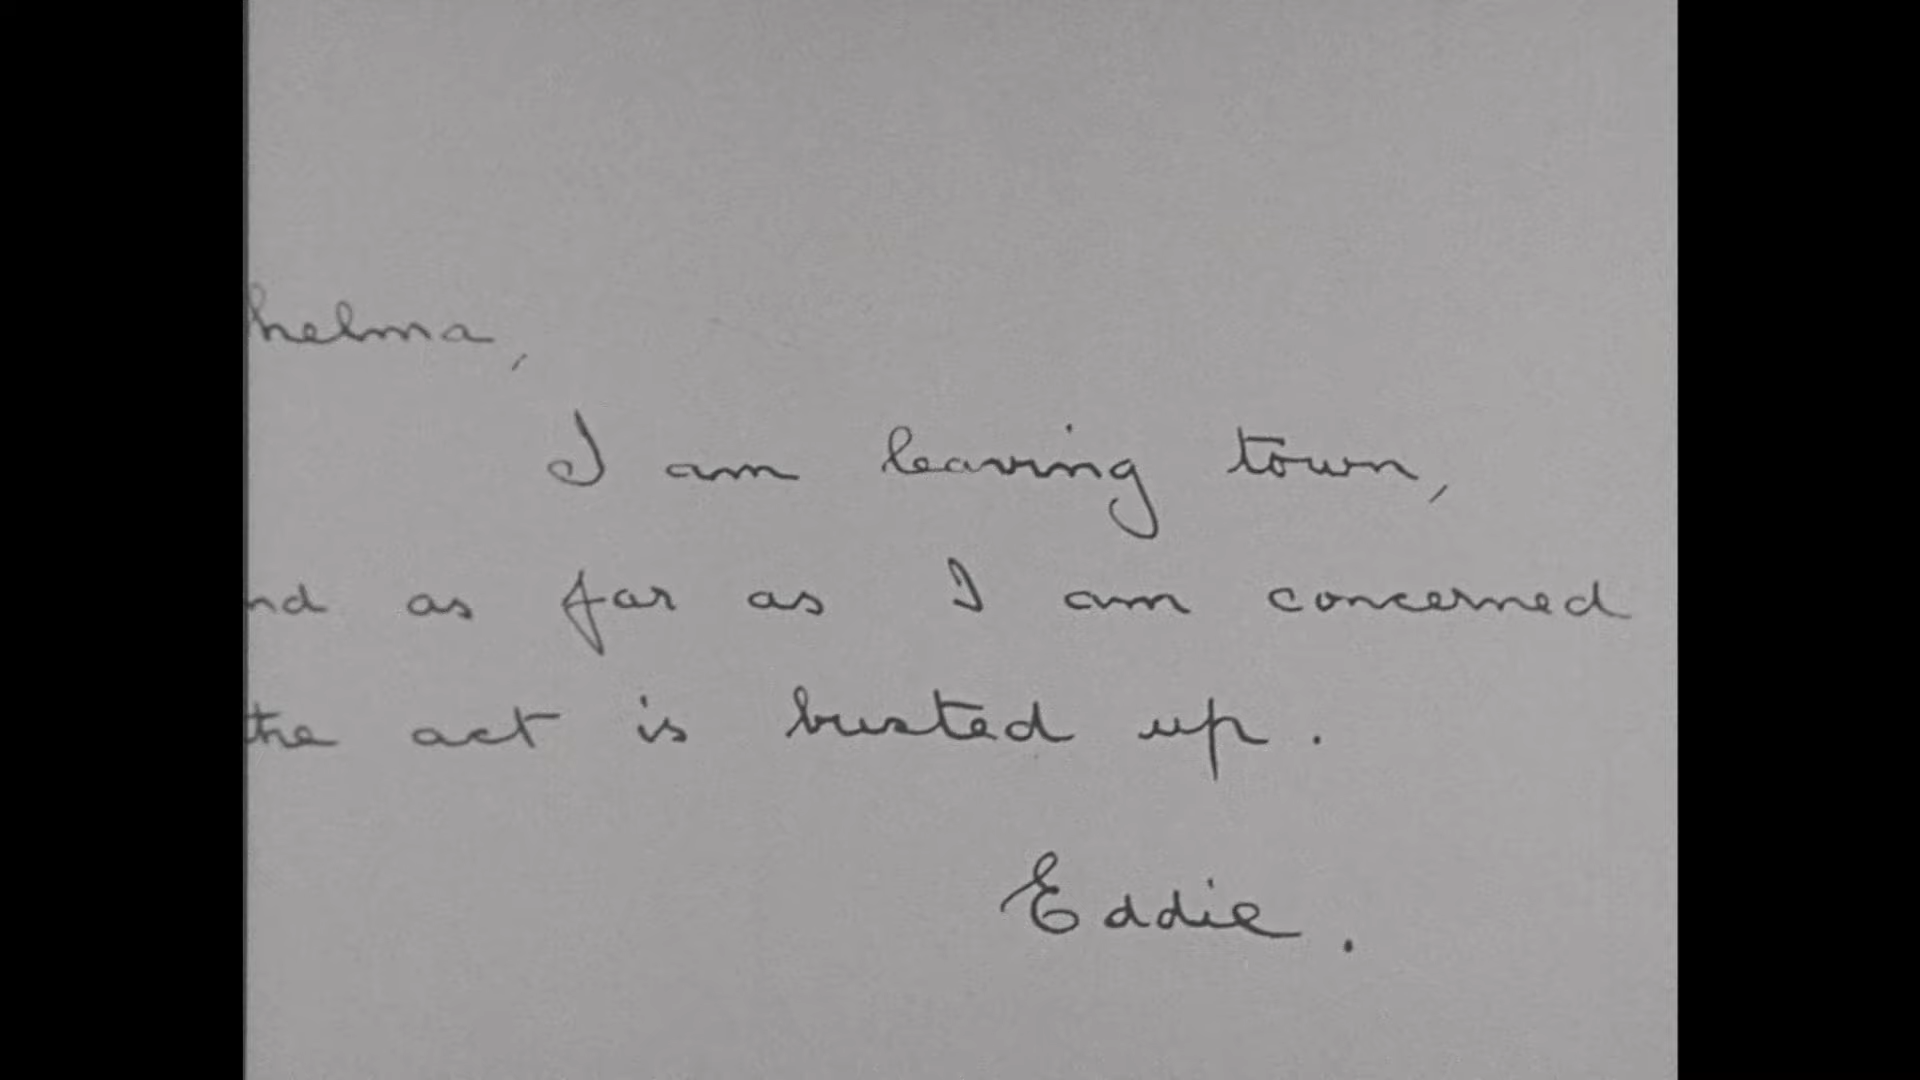 helma,
I am leaving town,
nd as far as I am concerned
the act is busted up.
Eddie.